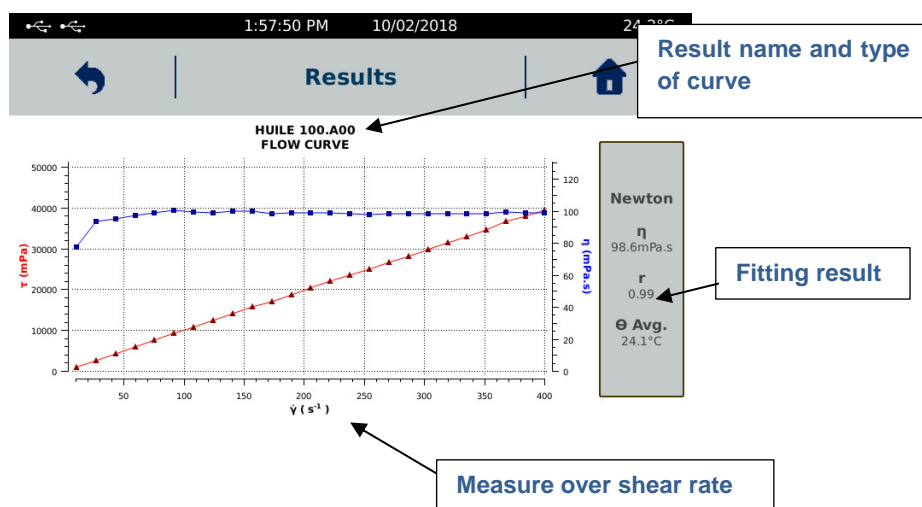 1:57:50 PM 10/02/2018
Results
Result name and type
of curve
HUILE 100.A00
FLOW CURVE
50000
40000
30000
20000
10000
0
τ (mPa)
120
100
80
60
40
20
0
η (mPa.s)
50 100 150 200 250 300 350 400
γ̇ ( s⁻¹ )
Newton
η
98.6mPa.s
r
0.99
Θ Avg.
24.1°C
Fitting result
Measure over shear rate